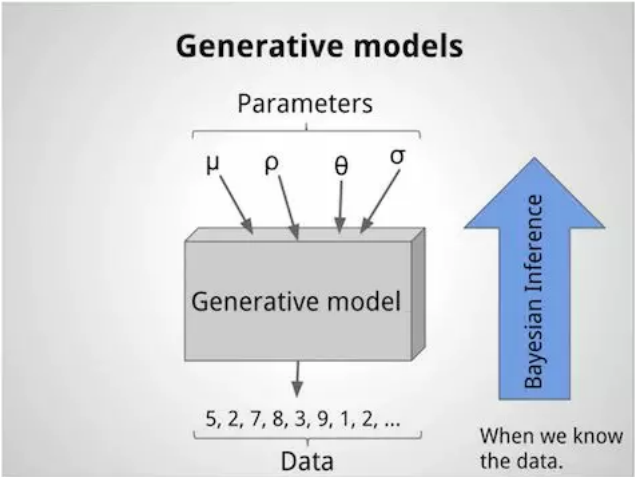 Generative models
Parameters
μ ρ θ σ
Generative model
5, 2, 7, 8, 3, 9, 1, 2, ...
Data
Bayesian Inference
When we know
the data.